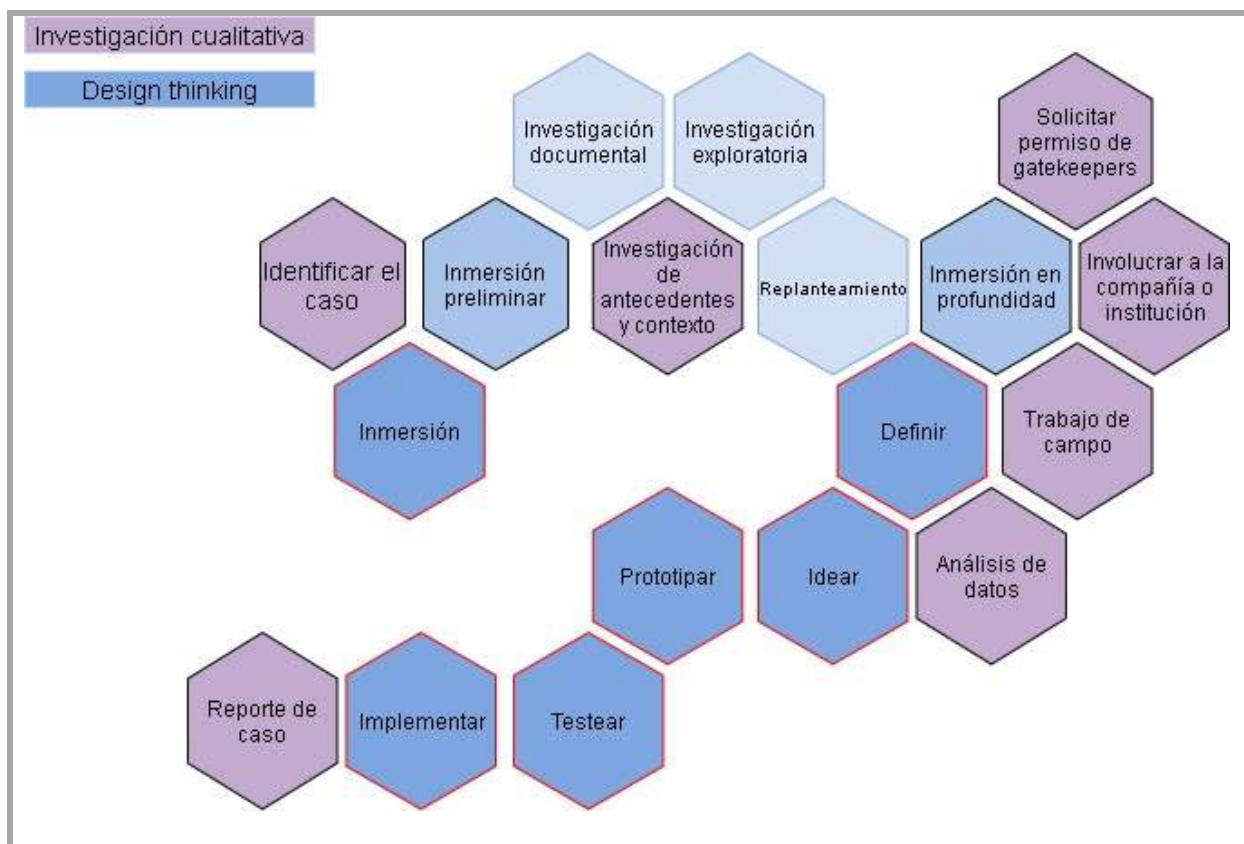 Investigación cualitativa
Design thinking
Investigación
documental
Investigación
exploratoria
Solicitar
permiso de
gatekeepers
Identificar el
caso
Inmersión
preliminar
Investigación
de
antecedentes
y contexto
Replanteamiento
Inmersión en
profundidad
Involucrar a la
compañía o
institución
Inmersión
Definir
Trabajo de
campo
Prototipar
Idear
Análisis de
datos
Reporte de
caso
Implementar
Testear